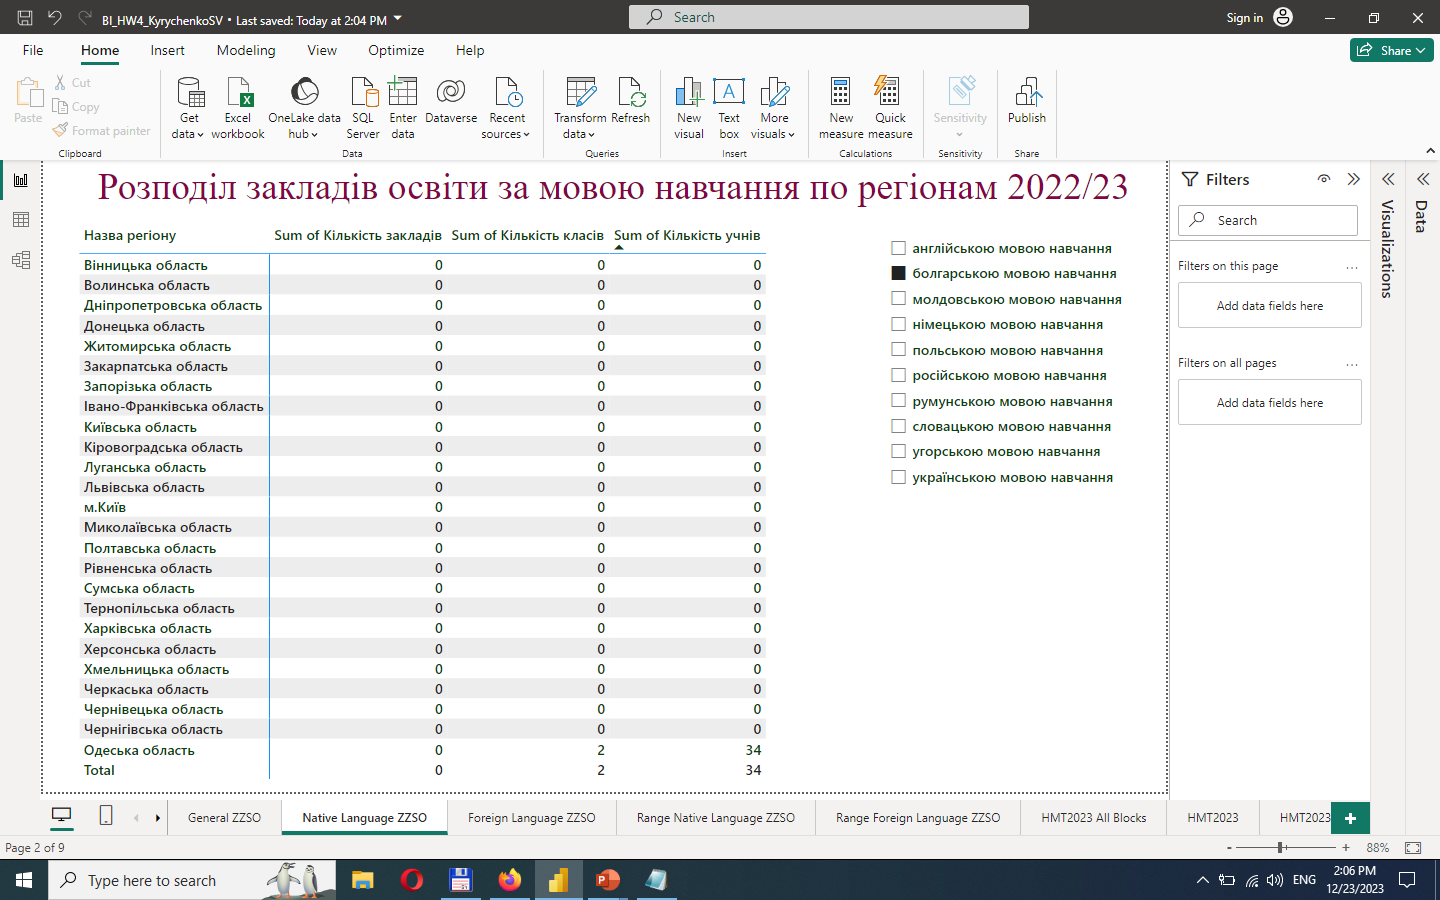 BI_HW4_KyrychenkoSV • Last saved: Today at 2:04 PM
Search
Sign in
File Home Insert Modeling View Optimize Help
Share
Paste
Cut
Copy
Format painter
Clipboard
Get data
Excel workbook
OneLake data hub
SQL Server
Enter data
Dataverse
Recent sources
Data
Transform data
Refresh
Queries
New visual
Text box
More visuals
Insert
New measure
Quick measure
Calculations
Sensitivity
Sensitivity
Publish
Share
Розподіл закладів освіти за мовою навчання по регіонам 2022/23
Назва регіону Sum of Кількість закладів Sum of Кількість класів Sum of Кількість учнів
Вінницька область 0 0 0
Волинська область 0 0 0
Дніпропетровська область 0 0 0
Донецька область 0 0 0
Житомирська область 0 0 0
Закарпатська область 0 0 0
Запорізька область 0 0 0
Івано-Франківська область 0 0 0
Київська область 0 0 0
Кіровоградська область 0 0 0
Луганська область 0 0 0
Львівська область 0 0 0
м.Київ 0 0 0
Миколаївська область 0 0 0
Полтавська область 0 0 0
Рівненська область 0 0 0
Сумська область 0 0 0
Тернопільська область 0 0 0
Харківська область 0 0 0
Херсонська область 0 0 0
Хмельницька область 0 0 0
Черкаська область 0 0 0
Чернівецька область 0 0 0
Чернігівська область 0 0 0
Одеська область 0 2 34
Total 0 2 34
англійською мовою навчання
болгарською мовою навчання
молдовською мовою навчання
німецькою мовою навчання
польською мовою навчання
російською мовою навчання
румунською мовою навчання
словацькою мовою навчання
угорською мовою навчання
українською мовою навчання
Filters
Search
Filters on this page ...
Add data fields here
Filters on all pages ...
Add data fields here
Visualizations
Data
General ZZSO
Native Language ZZSO
Foreign Language ZZSO
Range Native Language ZZSO
Range Foreign Language ZZSO
HMT2023 All Blocks
HMT2023
HMT2023
Page 2 of 9
- + 88%
Type here to search
ENG
2:06 PM
12/23/2023